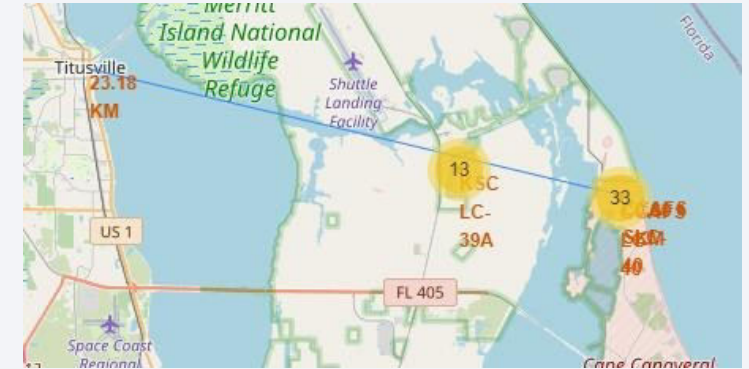 Merritt
Island National
Wildlife
Refuge
Florida
Titusville
23.18
KM
Shuttle
Landing
Facility
13
KSC
LC-
39A
33
40
US 1
FL 405
Space Coast
Regional
Cape Canaveral